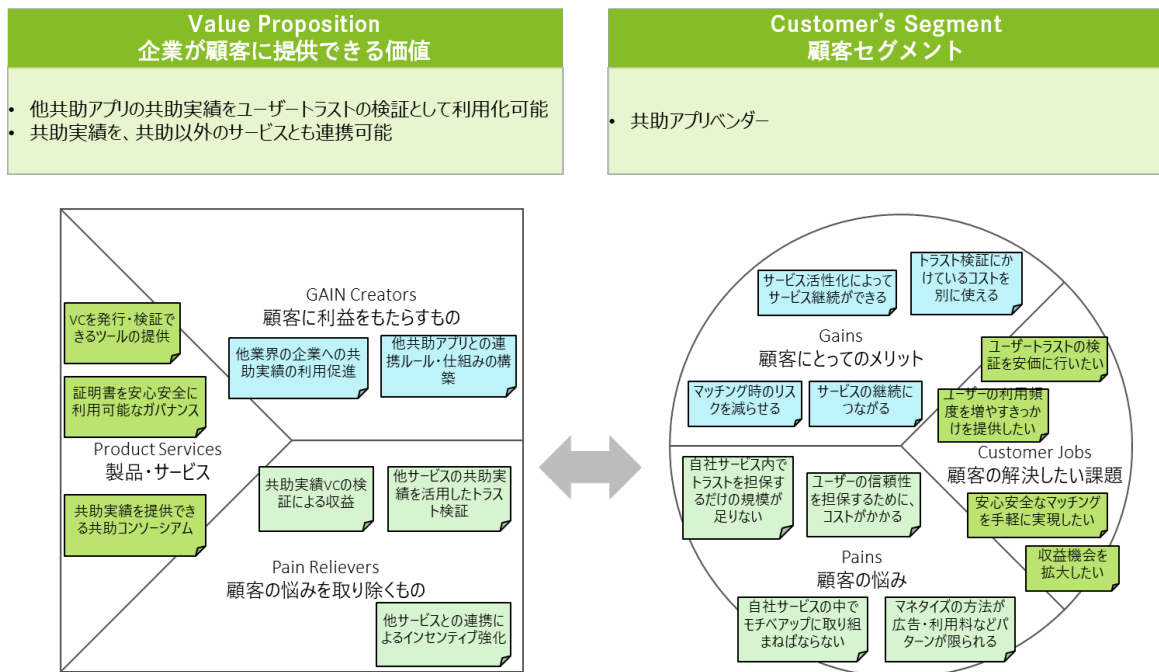 Value Proposition
企業が顧客に提供できる価値
• 他共助アプリの共助実績をユーザートラストの検証として利用化可能
• 共助実績を、共助以外のサービスとも連携可能
Customer's Segment
顧客セグメント
• 共助アプリベンダー
GAIN Creators
顧客に利益をもたらすもの
VCを発行・検証で
きるツールの提供
他業界の企業への共
助実績の利用促進
他共助アプリとの連
携ルール・仕組みの構
築
証明書を安心安全に
利用可能なガバナンス
Product Services
製品・サービス
共助実績を提供でき
る共助コンソーシアム
共助実績VCの検
証による収益
他サービスの共助実
績を活用したトラス
ト検証
Pain Relievers
顧客の悩みを取り除くもの
他サービスとの連携に
よるインセンティブ強化
サービス活性化によって
サービス継続ができる
トラスト検証にか
けているコストを
別に使える
Gains
顧客にとってのメリット
マッチング時のリス
クを減らせる
サービスの継続に
つながる
ユーザートラストの検
証を安価に行いたい
ユーザーの利用頻
度を増やすきっか
けを提供したい
Customer Jobs
顧客の解決したい課題
安心安全なマッチング
を手軽に実現したい
収益機会を
拡大したい
自社サービス内で
トラストを担保す
るだけの規模が
足りない
ユーザーの信頼性
を担保するために、
コストがかかる
Pains
顧客の悩み
自社サービスの中で
モチベアップに取り組
まねばならない
マネタイズの方法が
広告・利用料などパ
ターンが限られる